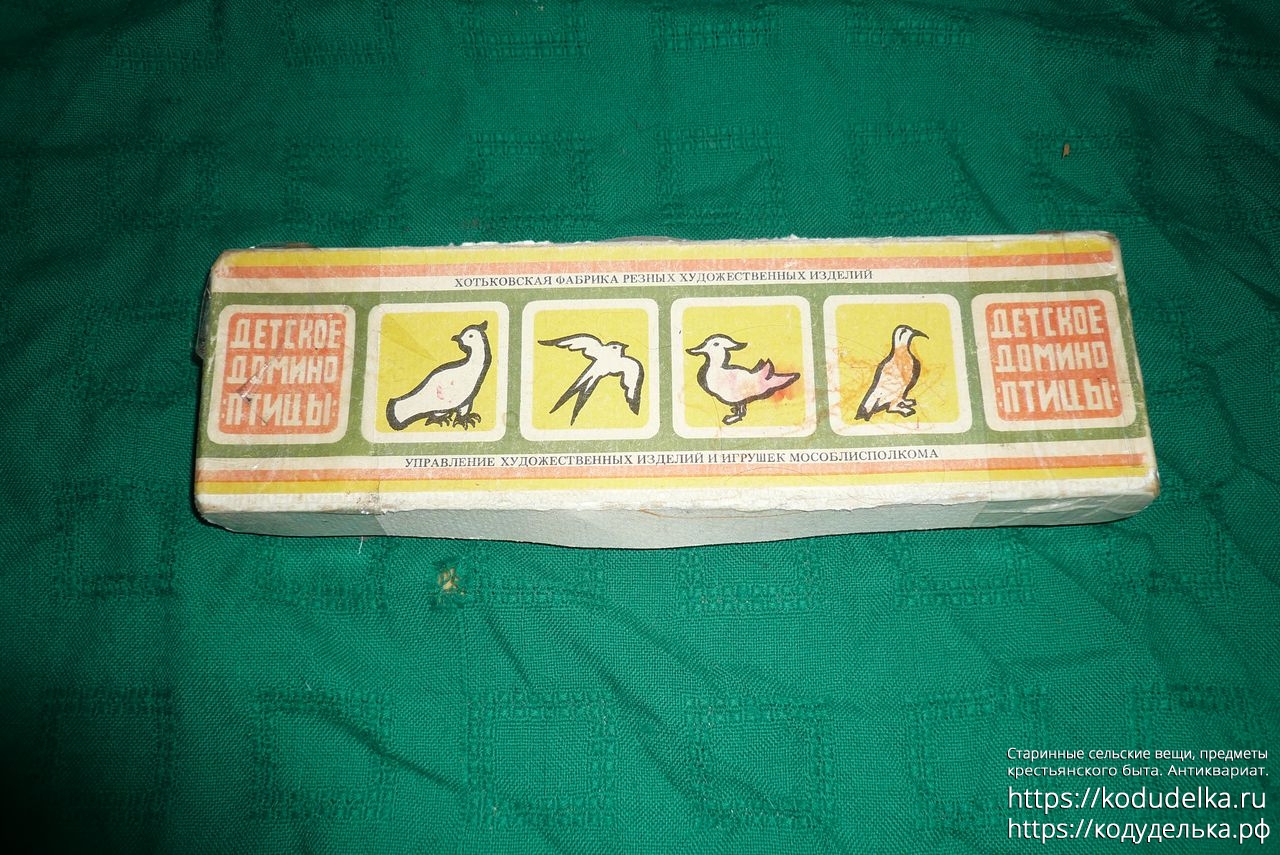 ХОТЬКОВСКАЯ ФАБРИКА РЕЗНЫХ ХУДОЖЕСТВЕННЫХ ИЗДЕЛИЙ
ДЕТСКОЕ
ДОМИНО
ПТИЦЫ
ДЕТСКОЕ
ДОМИНО
ПТИЦЫ
УПРАВЛЕНИЕ ХУДОЖЕСТВЕННЫХ ИЗДЕЛИЙ И ИГРУШЕК МОСОБЛИСПОЛКОМА
Старинные сельские вещи, предметы
крестьянского быта. Антиквариат.
https://kodudelka.ru
https://кодуделька.рф